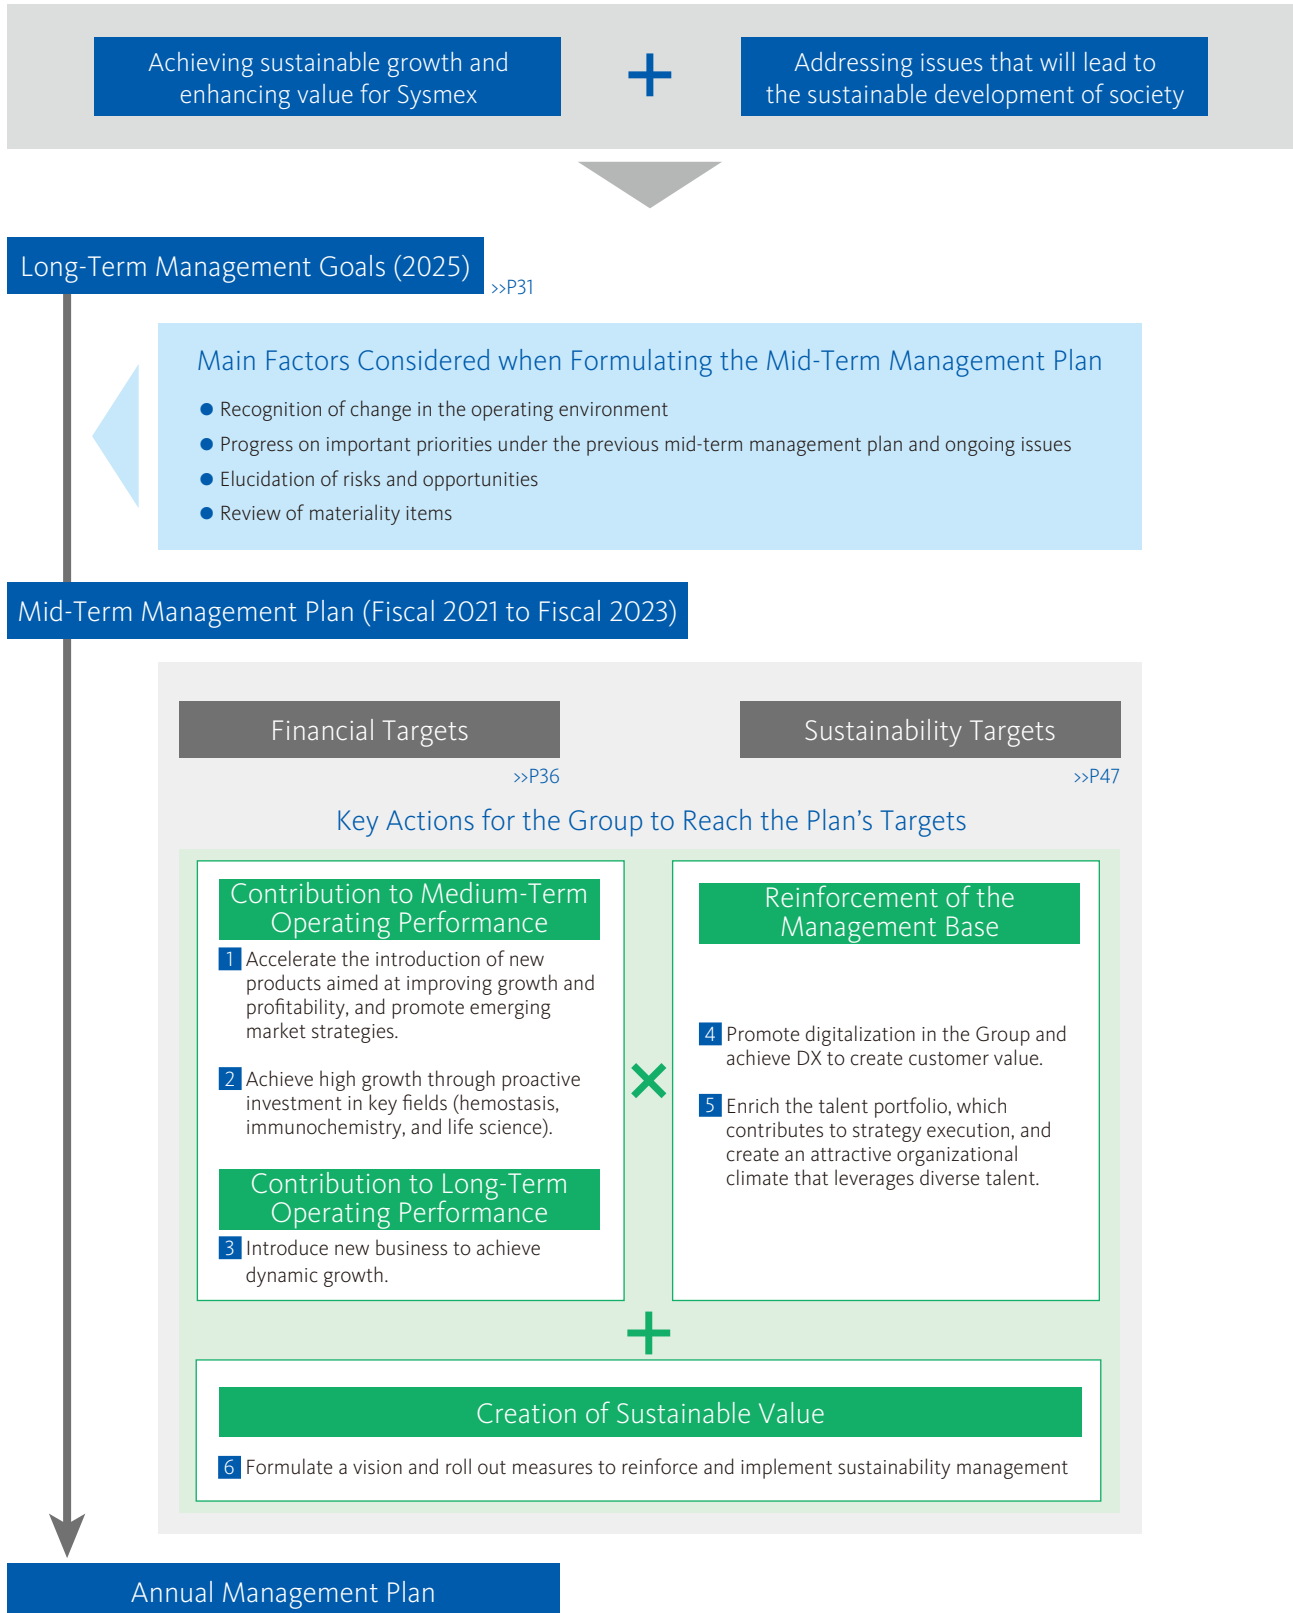 Achieving sustainable growth and
enhancing value for Sysmex
+
Addressing issues that will lead to
the sustainable development of society
Long-Term Management Goals (2025)
>>P31
Main Factors Considered when Formulating the Mid-Term Management Plan
● Recognition of change in the operating environment
● Progress on important priorities under the previous mid-term management plan and ongoing issues
● Elucidation of risks and opportunities
● Review of materiality items
Mid-Term Management Plan (Fiscal 2021 to Fiscal 2023)
Financial Targets
>>P36
Sustainability Targets
>>P47
Key Actions for the Group to Reach the Plan’s Targets
Contribution to Medium-Term
Operating Performance
1 Accelerate the introduction of new
products aimed at improving growth and
profitability, and promote emerging
market strategies.
2 Achieve high growth through proactive
investment in key fields (hemostasis,
immunochemistry, and life science).
Contribution to Long-Term
Operating Performance
3 Introduce new business to achieve
dynamic growth.
×
Reinforcement of the
Management Base
4 Promote digitalization in the Group and
achieve DX to create customer value.
5 Enrich the talent portfolio, which
contributes to strategy execution, and
create an attractive organizational
climate that leverages diverse talent.
+
Creation of Sustainable Value
6 Formulate a vision and roll out measures to reinforce and implement sustainability management
Annual Management Plan